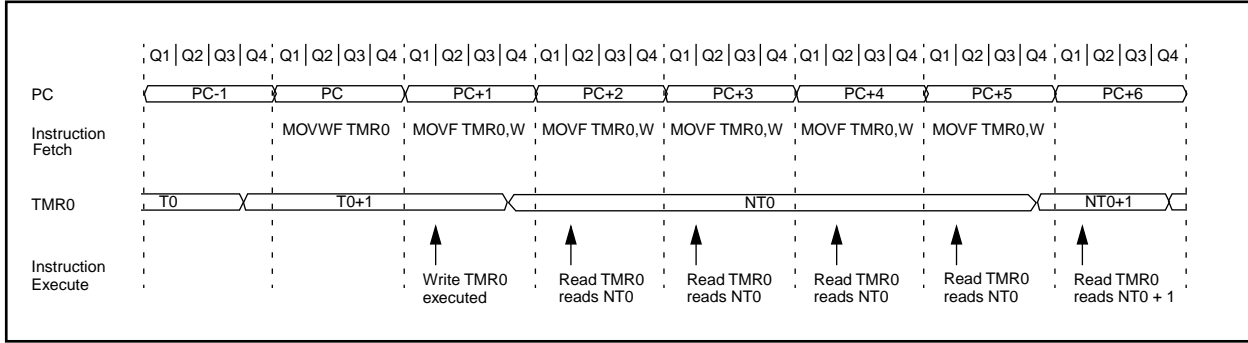 Q1 Q2 Q3 Q4 Q1 Q2 Q3 Q4 Q1 Q2 Q3 Q4 Q1 Q2 Q3 Q4 Q1 Q2 Q3 Q4 Q1 Q2 Q3 Q4 Q1 Q2 Q3 Q4 Q1 Q2 Q3 Q4
PC PC-1 PC PC+1 PC+2 PC+3 PC+4 PC+5 PC+6
Instruction MOVWF TMR0 MOVF TMR0,W MOVF TMR0,W MOVF TMR0,W MOVF TMR0,W MOVF TMR0,W
Fetch
TMR0 T0 T0+1 NT0 NT0+1
Instruction Write TMR0 Read TMR0 Read TMR0 Read TMR0 Read TMR0 Read TMR0
Execute executed reads NT0 reads NT0 reads NT0 reads NT0 reads NT0 + 1